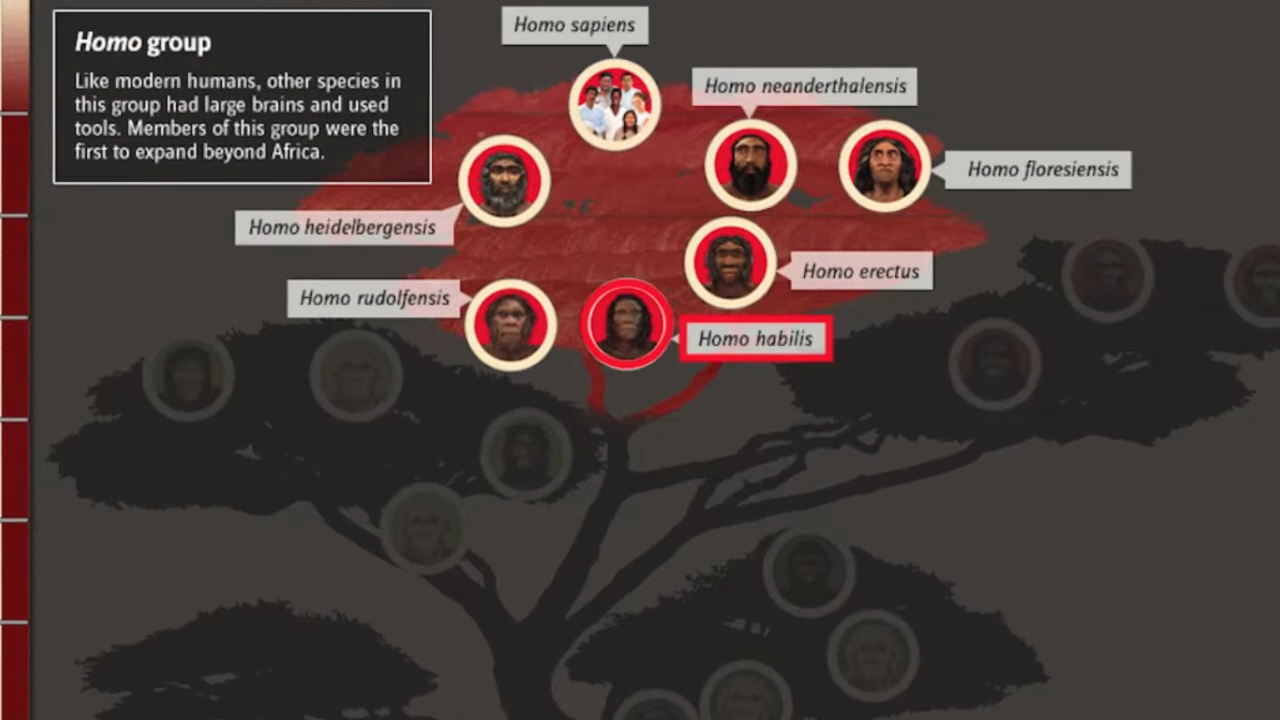 Homo group
Like modern humans, other species in
this group had large brains and used
tools. Members of this group were the
first to expand beyond Africa.
Homo sapiens
Homo neanderthalensis
Homo floresiensis
Homo heidelbergensis
Homo erectus
Homo rudolfensis
Homo habilis